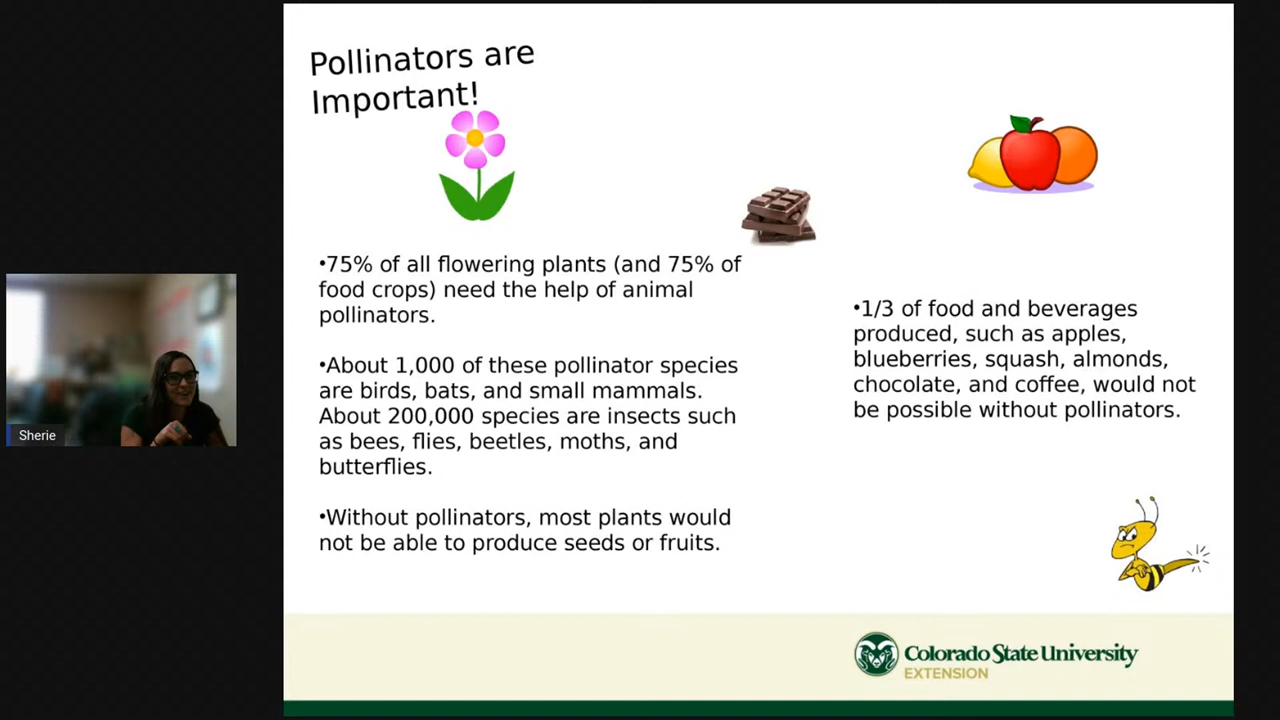 Pollinators are
Important!
•75% of all flowering plants (and 75% of
food crops) need the help of animal
pollinators.
•About 1,000 of these pollinator species
are birds, bats, and small mammals.
About 200,000 species are insects such
as bees, flies, beetles, moths, and
butterflies.
•Without pollinators, most plants would
not be able to produce seeds or fruits.
•1/3 of food and beverages
produced, such as apples,
blueberries, squash, almonds,
chocolate, and coffee, would not
be possible without pollinators.
Sherie
Colorado State University
EXTENSION